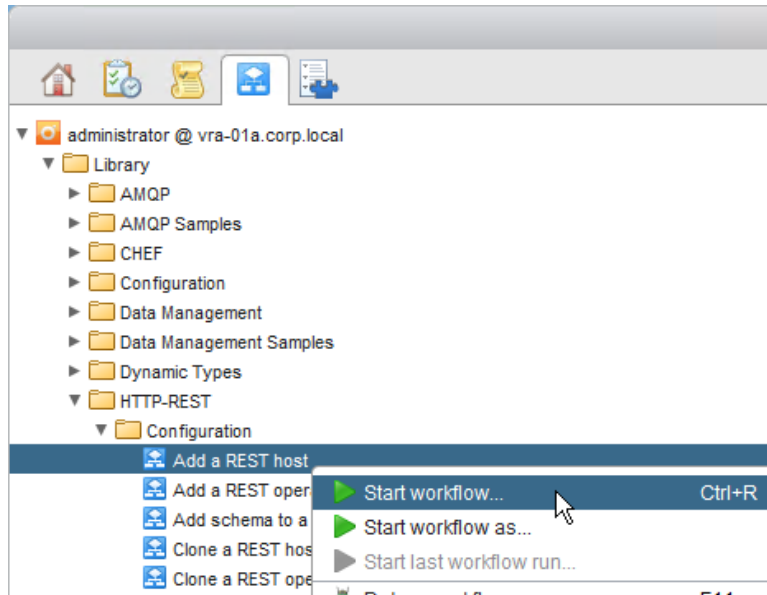 administrator @ vra-01a.corp.local
Library
AMQP
AMQP Samples
CHEF
Configuration
Data Management
Data Management Samples
Dynamic Types
HTTP-REST
Configuration
Add a REST host
Start workflow... Ctrl+R
Add a REST oper
Start workflow as...
Add schema to a
Clone a REST hos
Start last workflow run...
Clone a REST ope